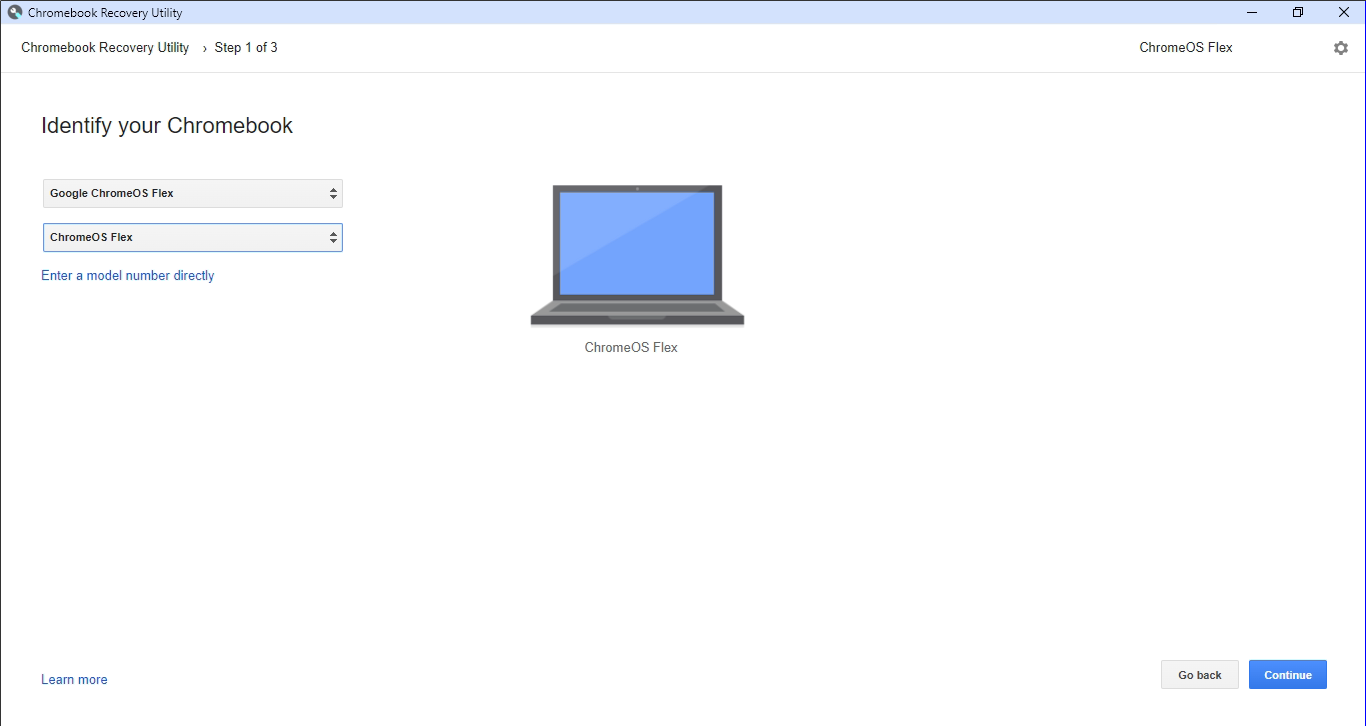 Chromebook Recovery Utility
Chromebook Recovery Utility › Step 1 of 3
ChromeOS Flex
Identify your Chromebook
Google ChromeOS Flex
ChromeOS Flex
Enter a model number directly
ChromeOS Flex
Learn more
Go back
Continue